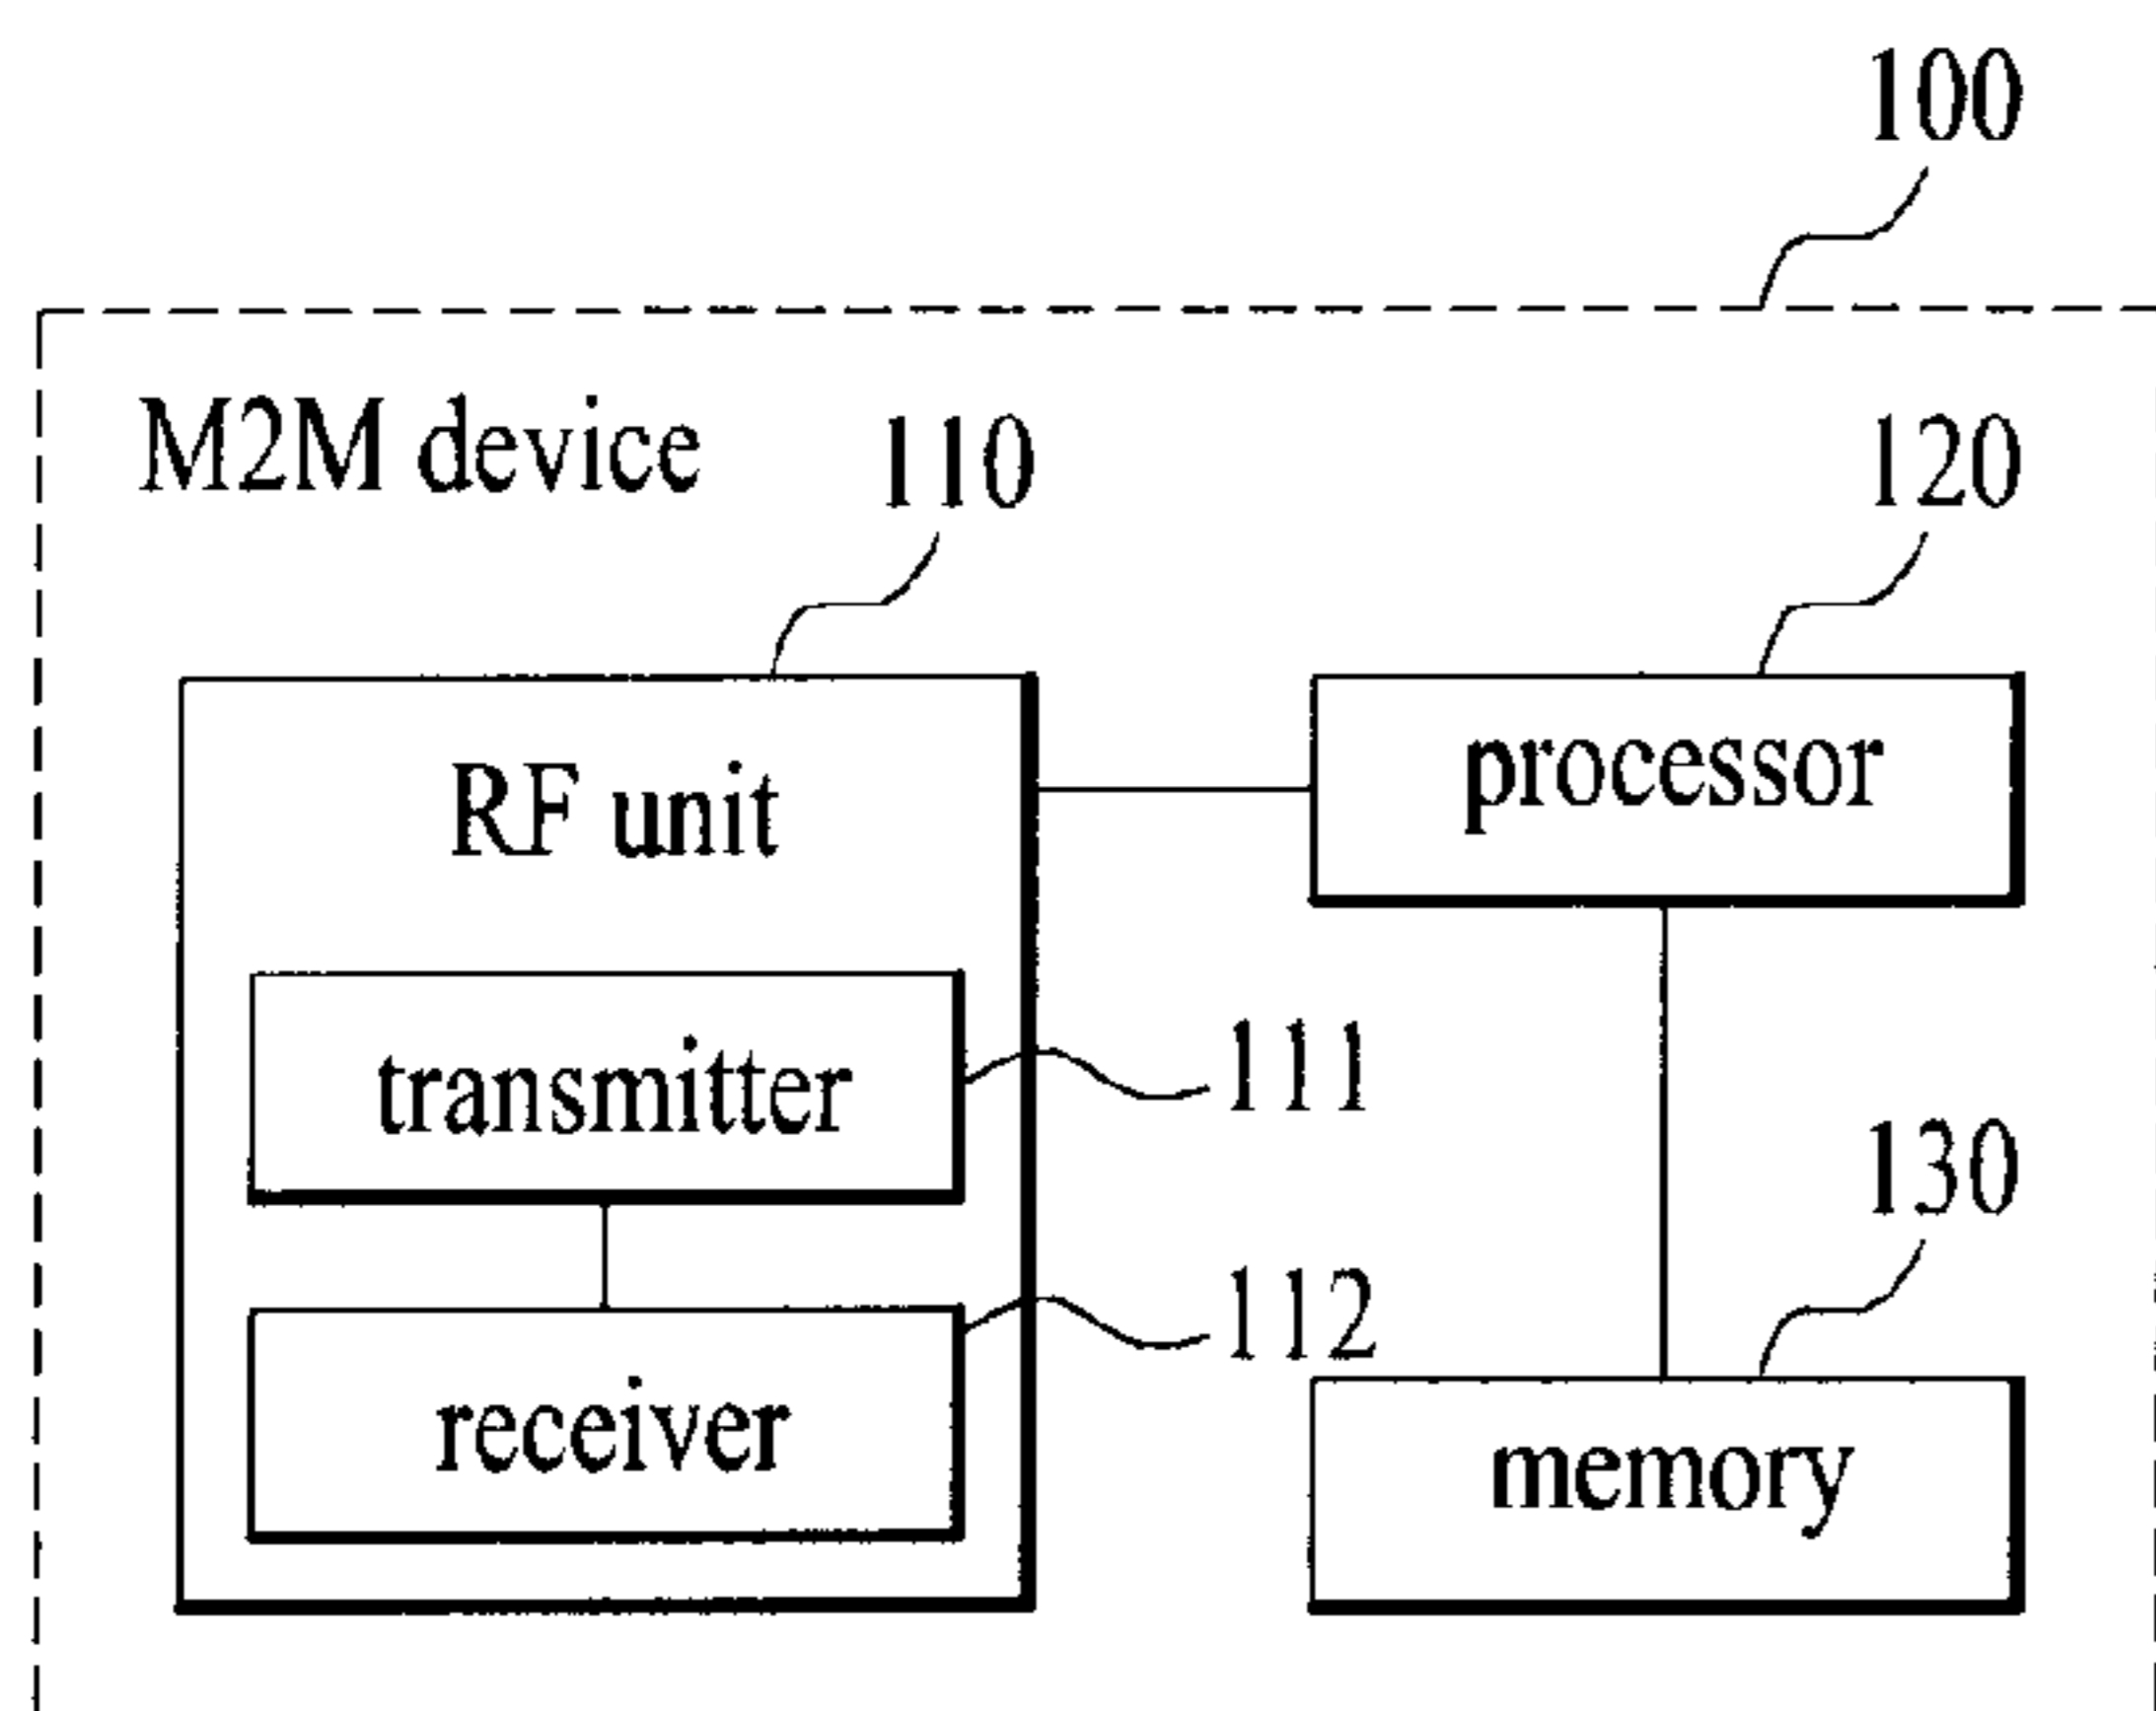 100
M2M device
110
120
RF unit
processor
transmitter
111
130
112
receiver
memory